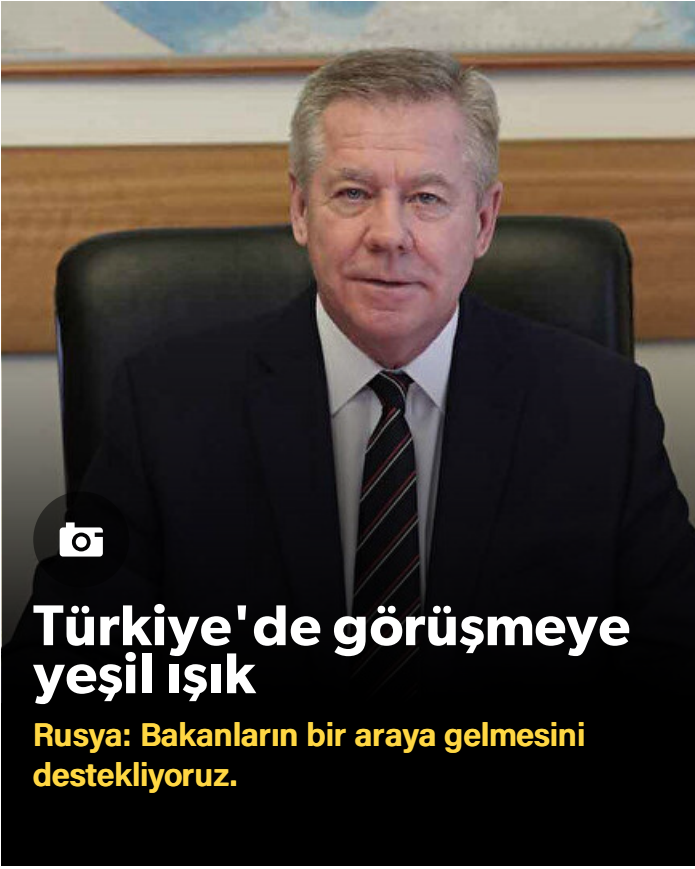 Türkiye'de görüşmeye
yeşil ışık
Rusya: Bakanların bir araya gelmesini
destekliyoruz.